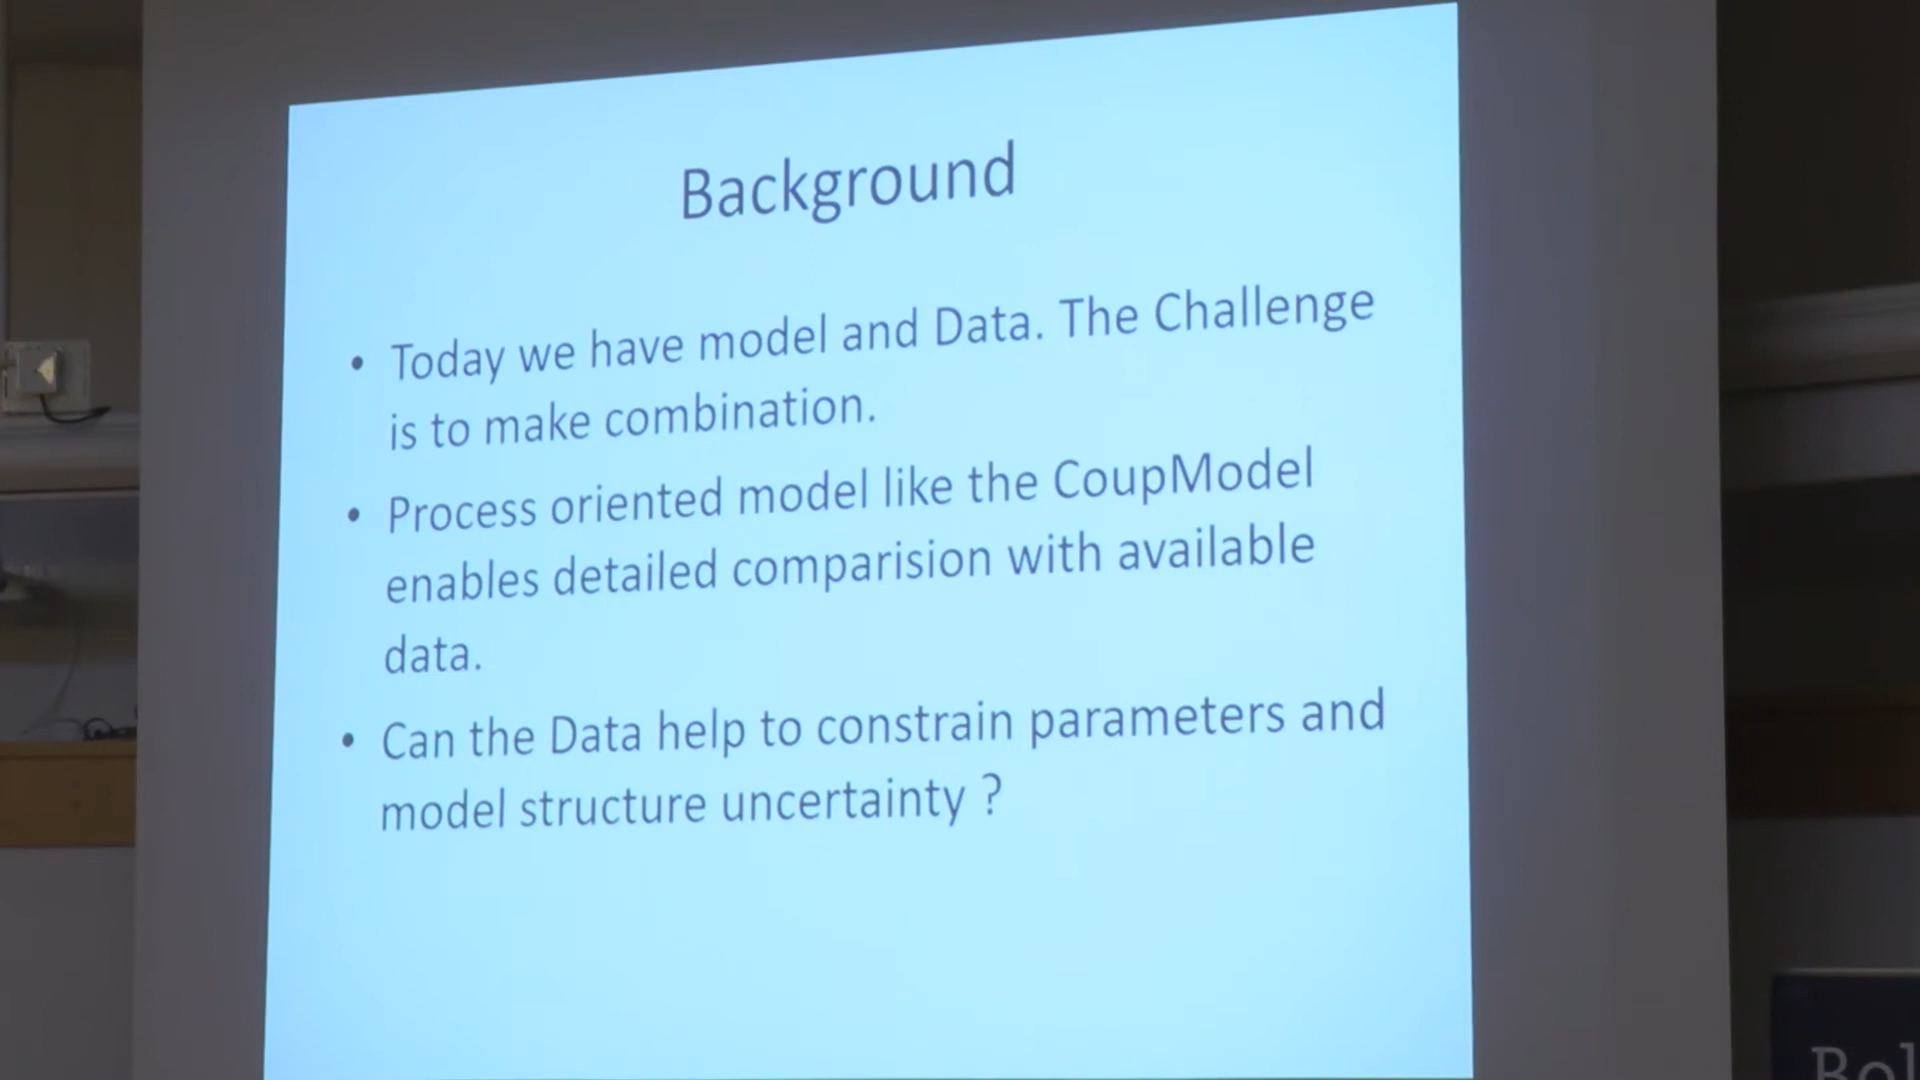 Background
• Today we have model and Data. The Challenge
is to make combination.
• Process oriented model like the CoupModel
enables detailed comparision with available
data.
• Can the Data help to constrain parameters and
model structure uncertainty ?